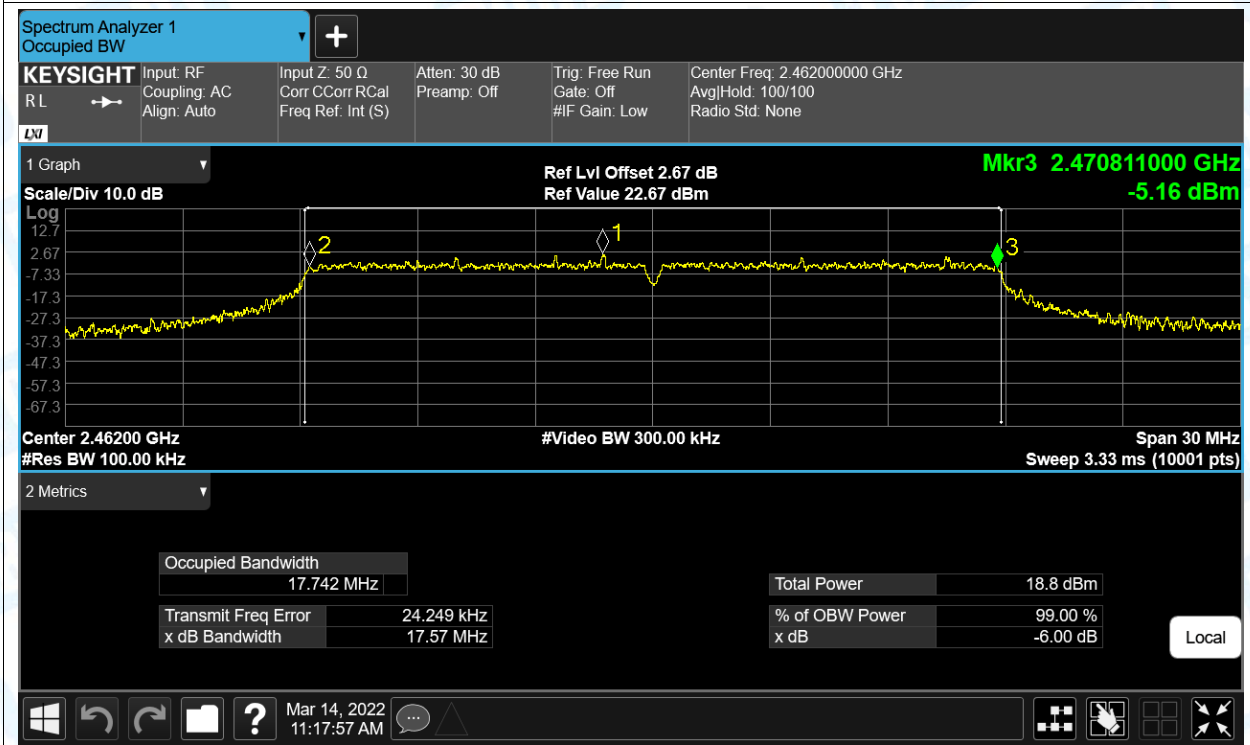 Spectrum Analyzer 1
Occupied BW
KEYSIGHT
R L
LXI
Input: RF
Coupling: AC
Align: Auto
Input Z: 50 Ω
Corr CCorr RCal
Freq Ref: Int (S)
Atten: 30 dB
Preamp: Off
Trig: Free Run
Gate: Off
#IF Gain: Low
Center Freq: 2.462000000 GHz
Avg|Hold: 100/100
Radio Std: None
1 Graph
Scale/Div 10.0 dB
Ref Lvl Offset 2.67 dB
Ref Value 22.67 dBm
Mkr3 2.470811000 GHz
-5.16 dBm
Log
12.7
2.67
-7.33
-17.3
-27.3
-37.3
-47.3
-57.3
-67.3
2
1
3
Center 2.46200 GHz
#Res BW 100.00 kHz
#Video BW 300.00 kHz
Span 30 MHz
Sweep 3.33 ms (10001 pts)
2 Metrics
Occupied Bandwidth
17.742 MHz
Transmit Freq Error 24.249 kHz
x dB Bandwidth 17.57 MHz
Total Power 18.8 dBm
% of OBW Power 99.00 %
x dB -6.00 dB
Local
?
Mar 14, 2022
11:17:57 AM